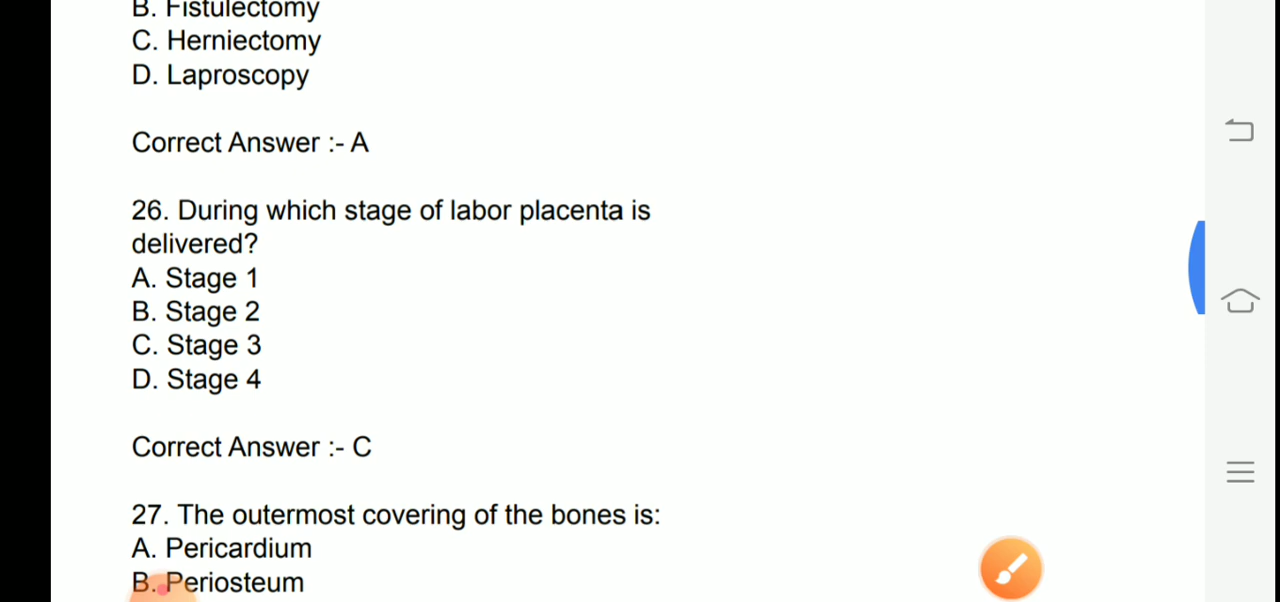 B. Fistulectomy
C. Herniectomy
D. Laproscopy
Correct Answer :- A
26. During which stage of labor placenta is
delivered?
A. Stage 1
B. Stage 2
C. Stage 3
D. Stage 4
Correct Answer :- C
27. The outermost covering of the bones is:
A. Pericardium
B. Periosteum